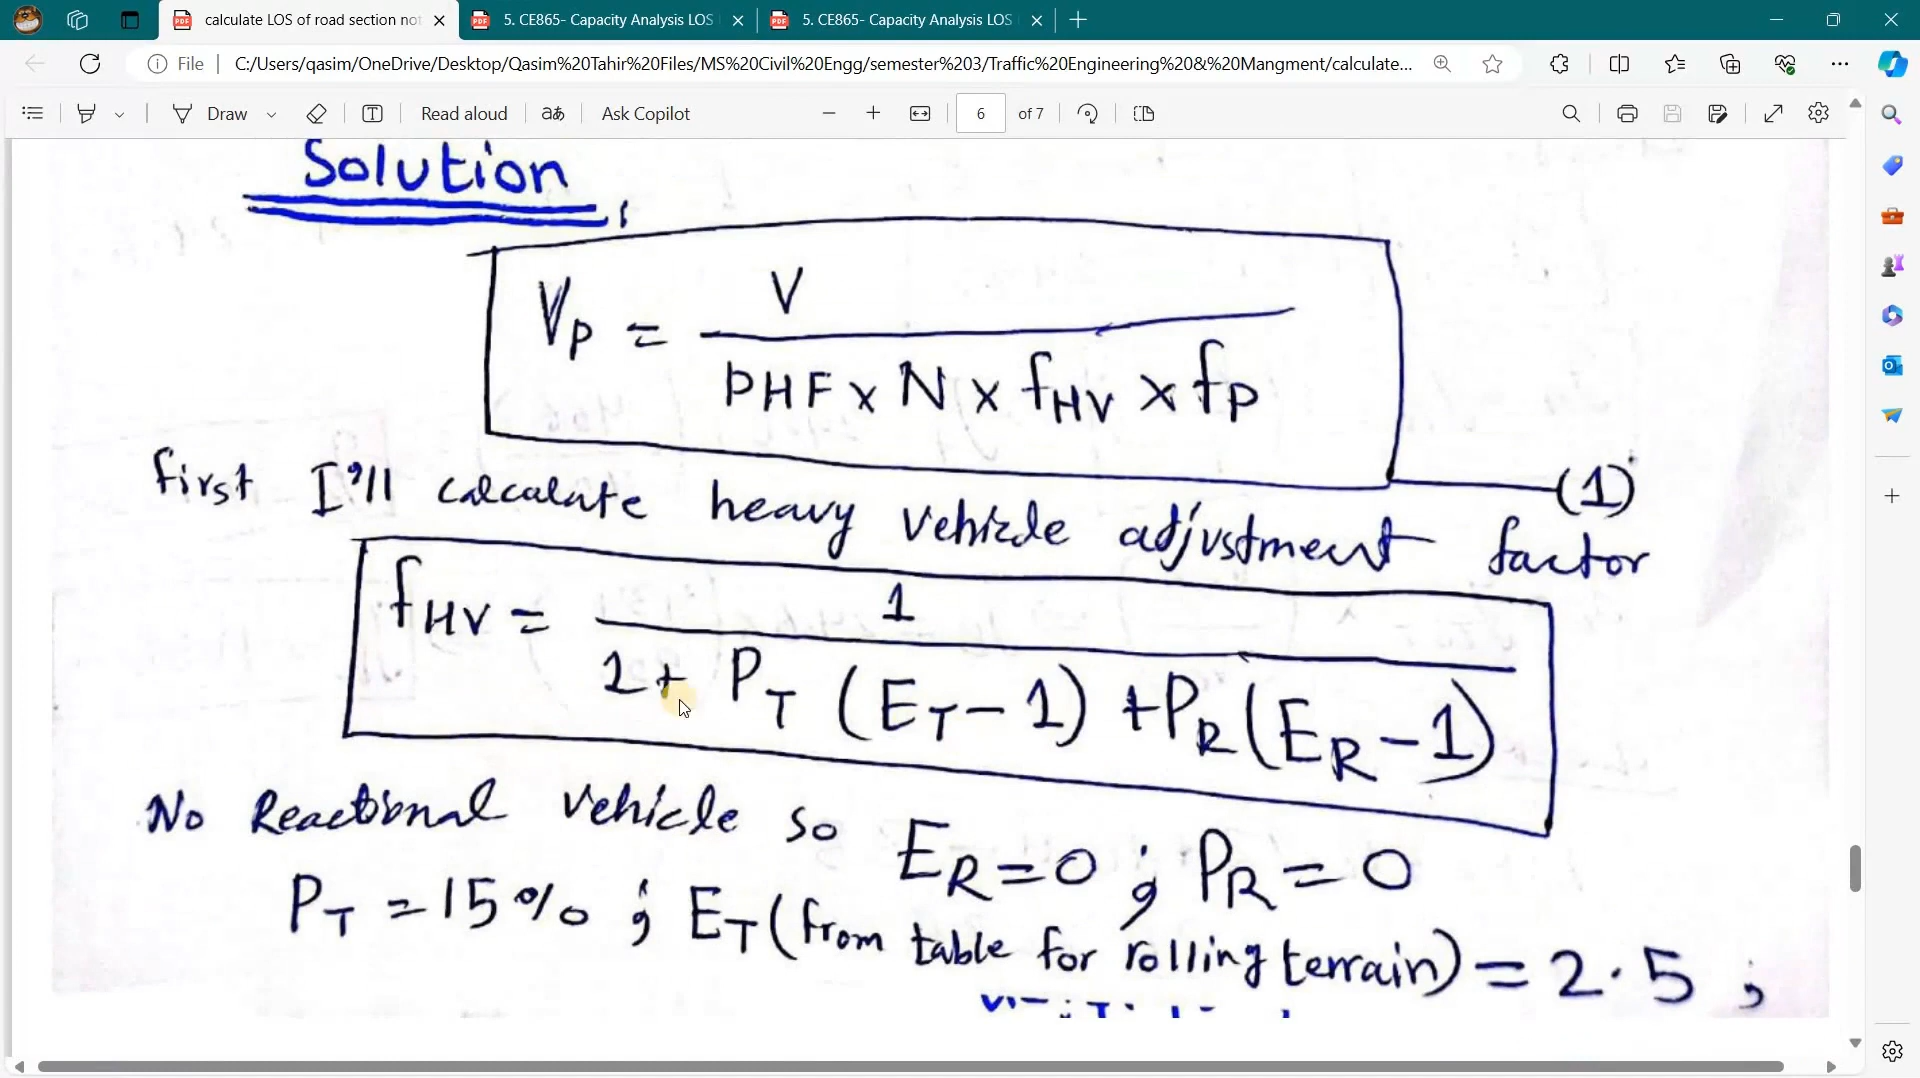 calculate LOS of road section not
5. CE865- Capacity Analysis LOS
5. CE865- Capacity Analysis LOS
File
C:/Users/qasim/OneDrive/Desktop/Qasim%20Tahir%20Files/MS%20Civil%20Engg/semester%203/Traffic%20Engineering%20&%20Mangment/calculate...
Draw
Read aloud
aあ
Ask Copilot
6 of 7
Solution
Vp = V / PHF x N x fHV x fp
(1)
first I'll calculate heavy vehicle adjustment factor
fHV = 1 / 1 + PT (ET - 1) + PR (ER - 1)
No Reactional vehicle so ER = 0 ; PR = 0
PT = 15 % ; ET (from table for rolling terrain) = 2.5 ;